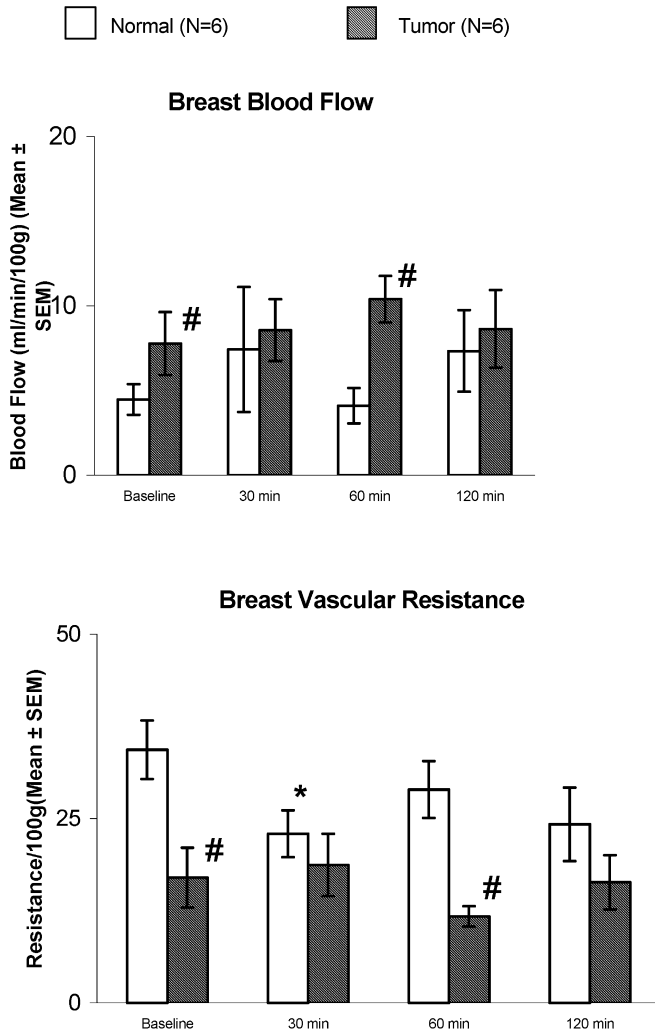 Normal (N=6) Tumor (N=6)
Breast Blood Flow
Blood Flow (ml/min/100g) (Mean ±
SEM)
20
10
0
#
#
Baseline 30 min 60 min 120 min
Breast Vascular Resistance
Resistance/100g(Mean ± SEM)
50
25
0
*
#
#
Baseline 30 min 60 min 120 min